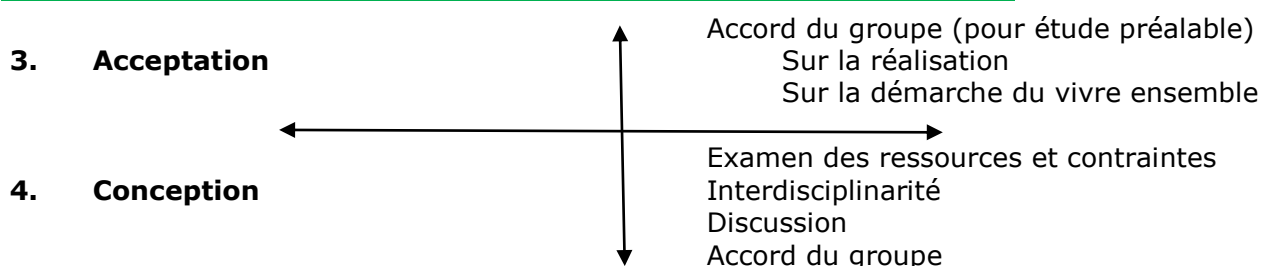 Accord du groupe (pour étude préalable)
3. Acceptation Sur la réalisation
Sur la démarche du vivre ensemble
Examen des ressources et contraintes
4. Conception Interdisciplinarité
Discussion
Accord du groupe